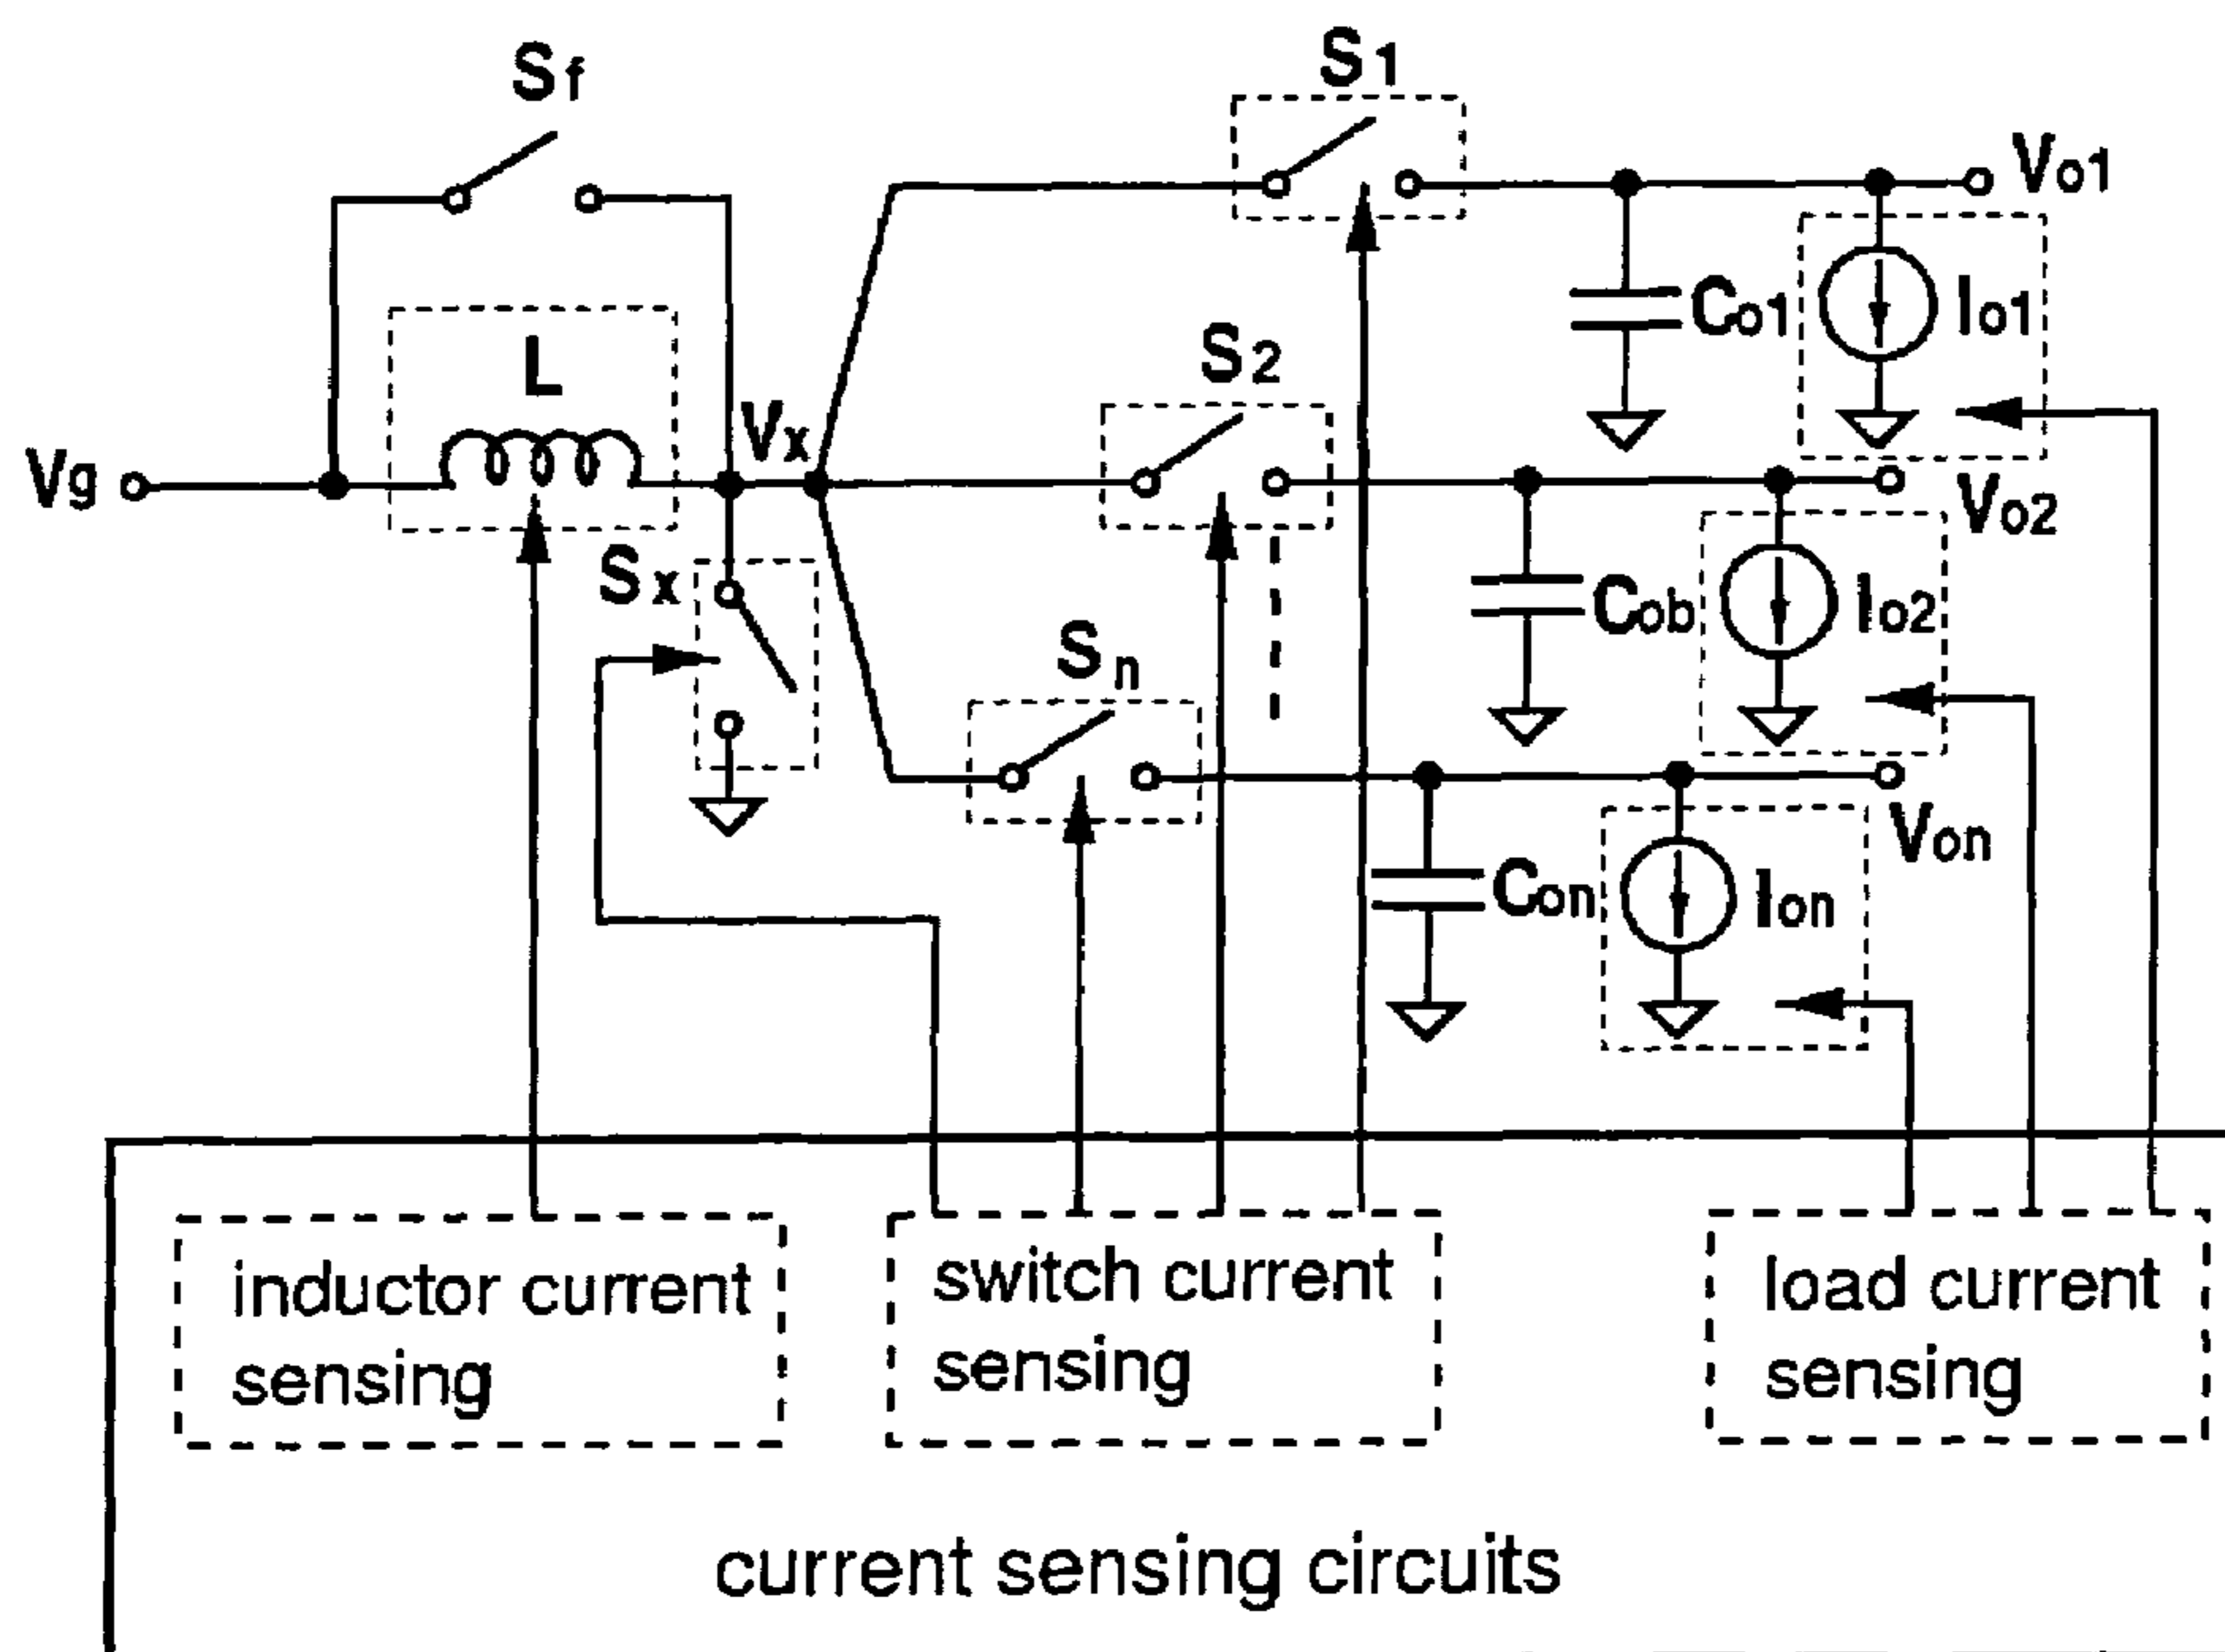 Sf
S1
Vo1
Co1
Io1
L
S2
Vx
Vg
Vo2
Sx
Cob
Io2
Sn
Von
Con
Ion
inductor current
sensing
switch current
sensing
load current
sensing
current sensing circuits